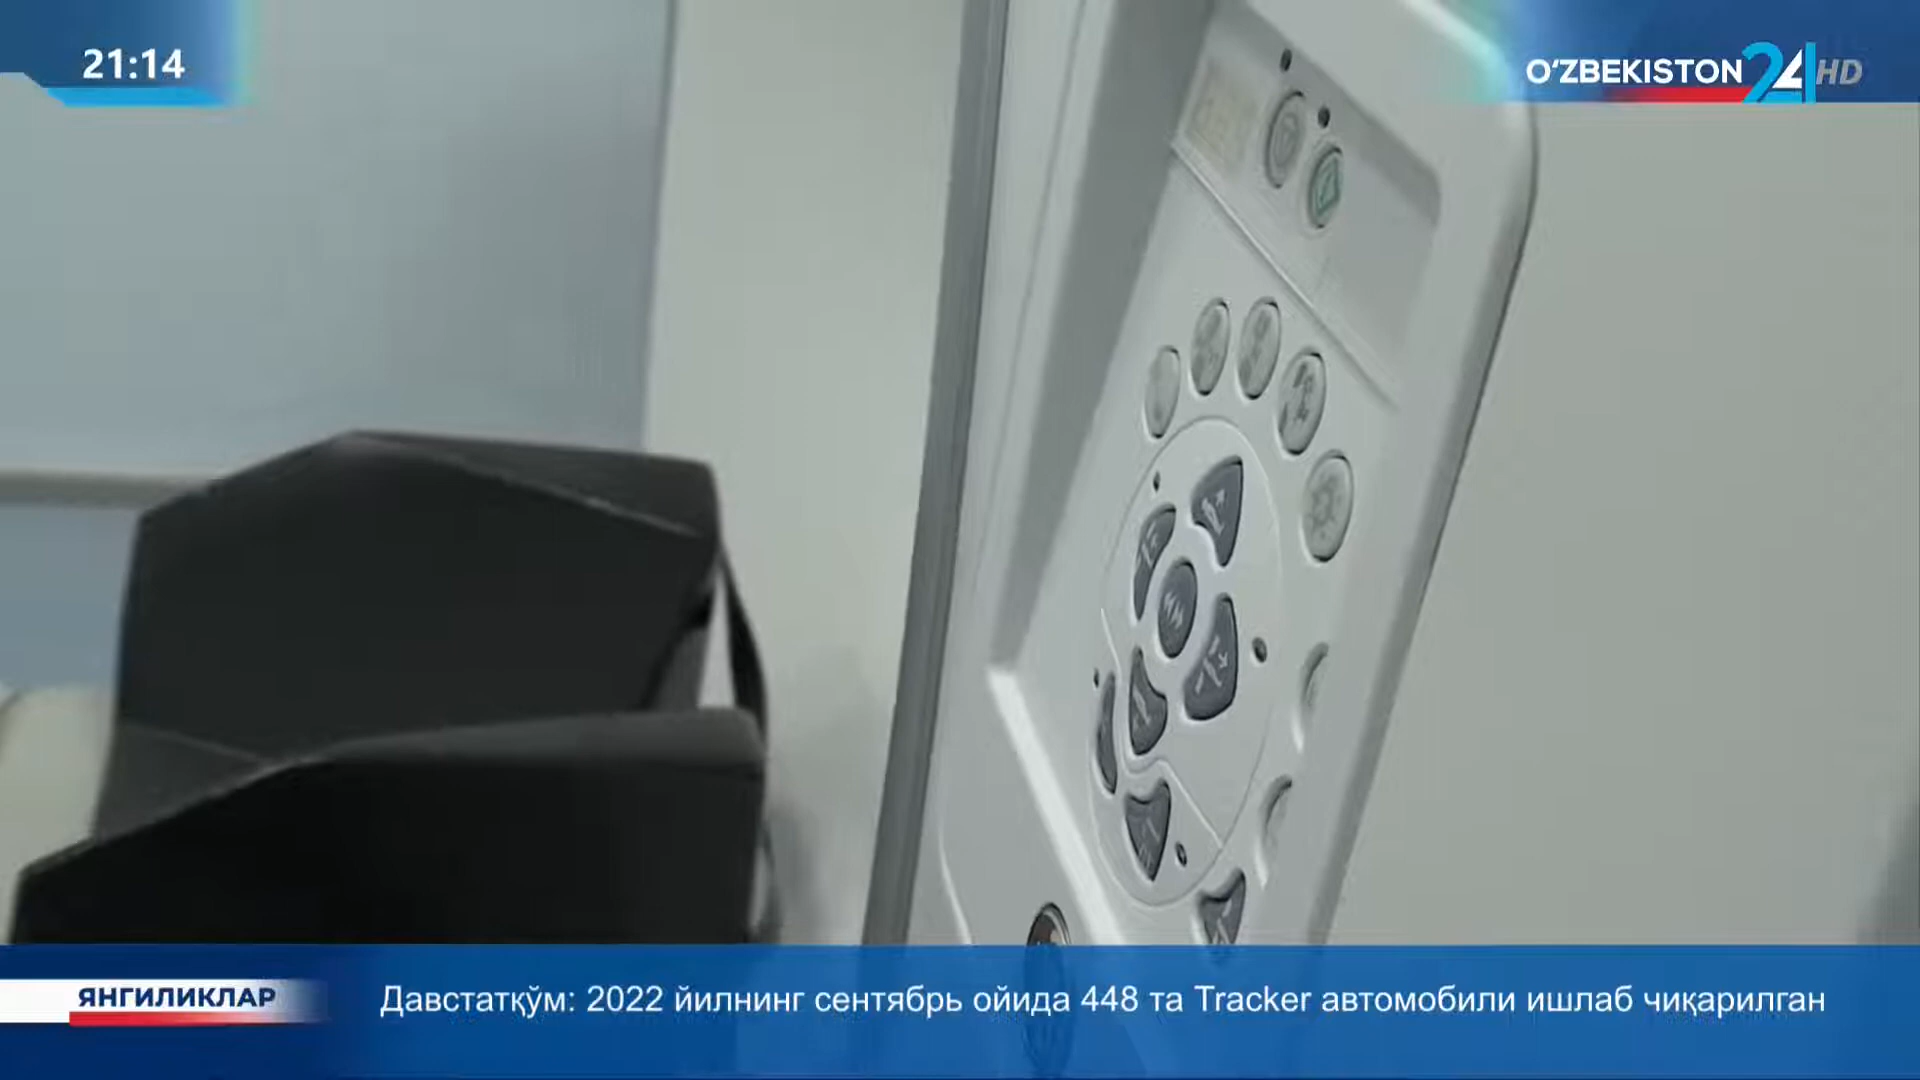 21:14
O‘ZBEKISTON 24 HD
ЯНГИЛИКЛАР
Давстатқўм: 2022 йилнинг сентябрь ойида 448 та Tracker автомобили ишлаб чиқарилган